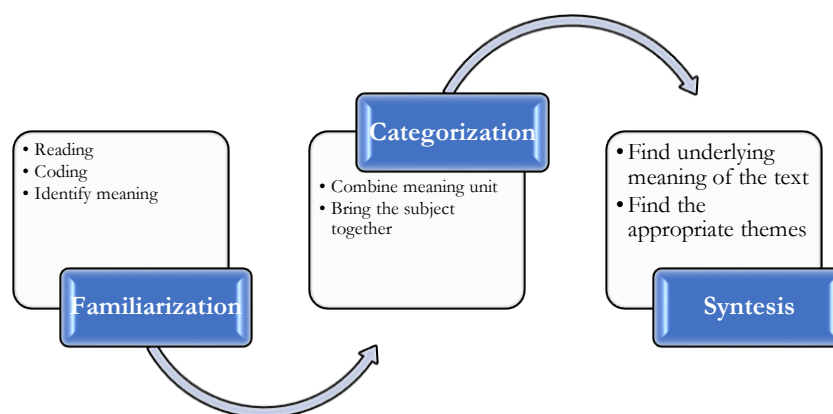 • Reading
• Coding
• Identify meaning
Familiarization
Categorization
• Combine meaning unit
• Bring the subject
together
• Find underlying
meaning of the text
• Find the
appropriate themes
Syntesis